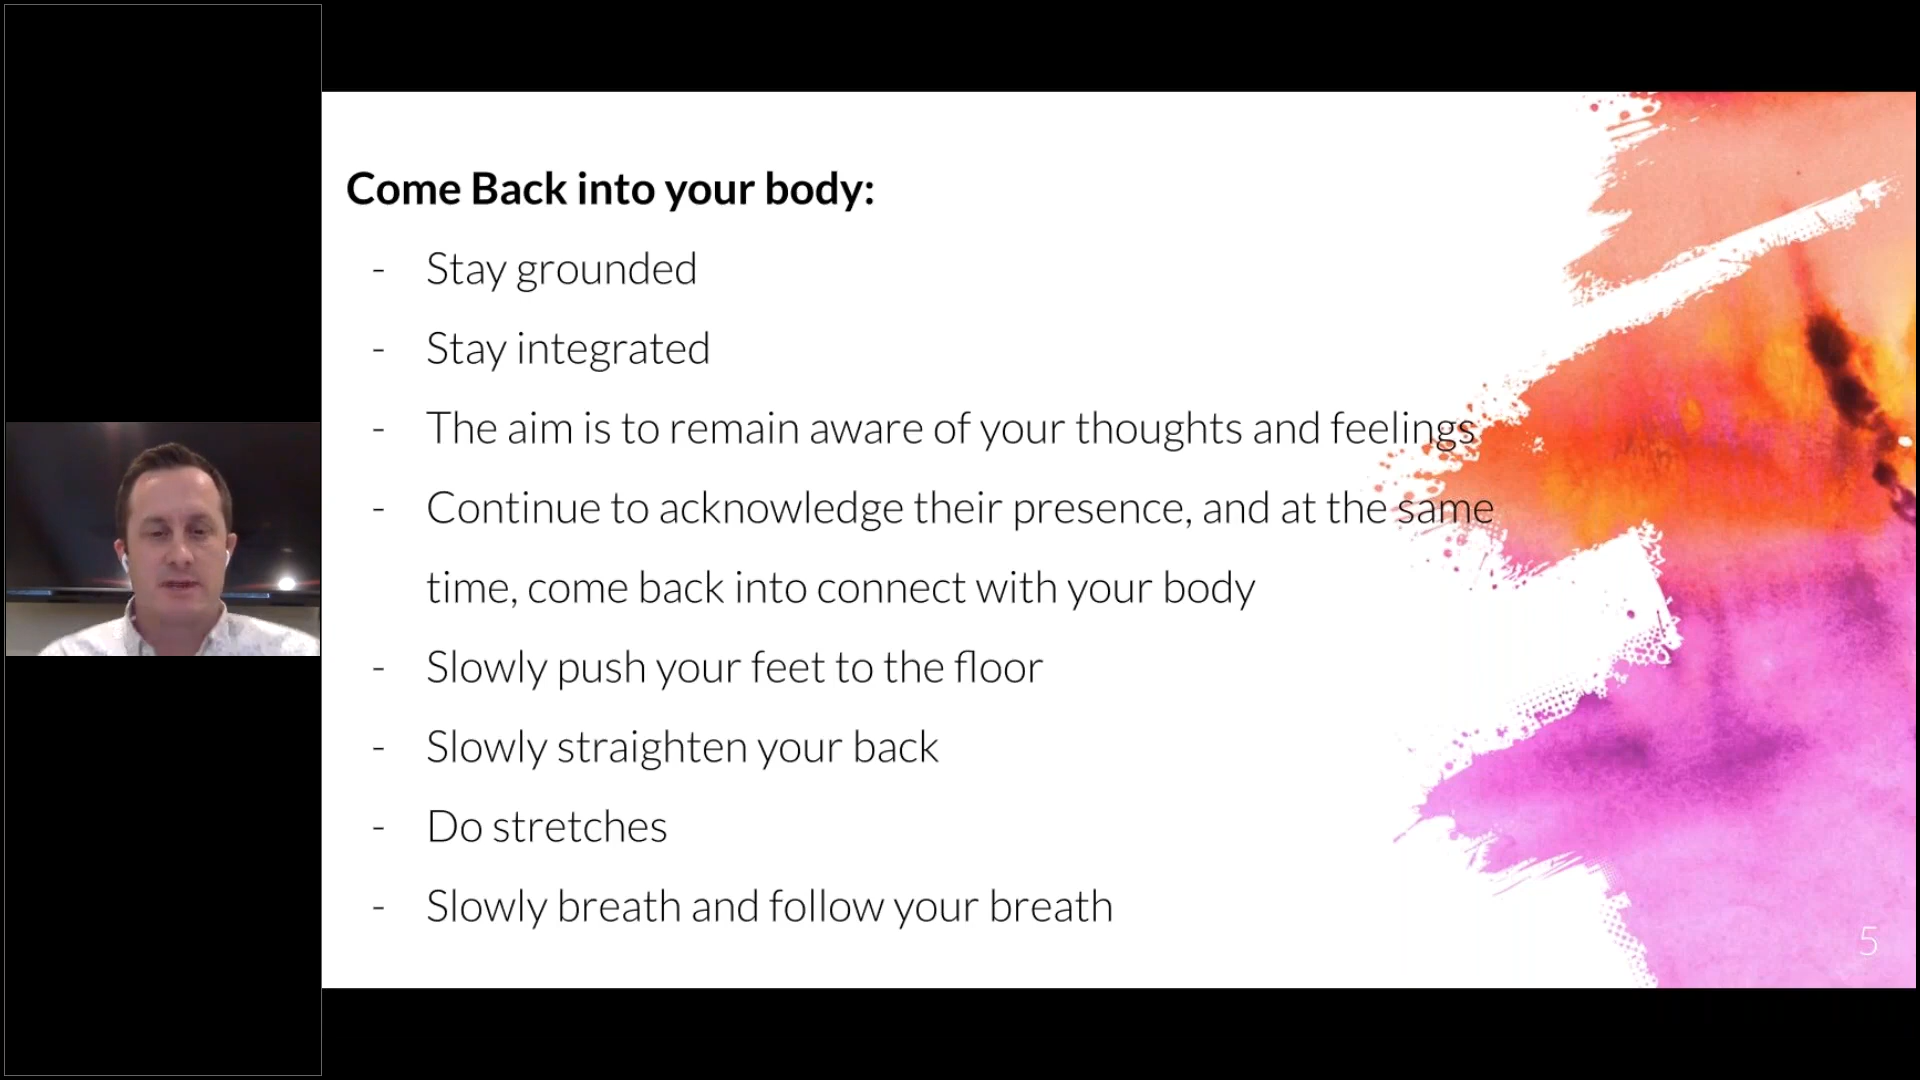 Come Back into your body:
- Stay grounded
- Stay integrated
- The aim is to remain aware of your thoughts and feelings
- Continue to acknowledge their presence, and at the same
time, come back into connect with your body
- Slowly push your feet to the floor
- Slowly straighten your back
- Do stretches
- Slowly breath and follow your breath
5